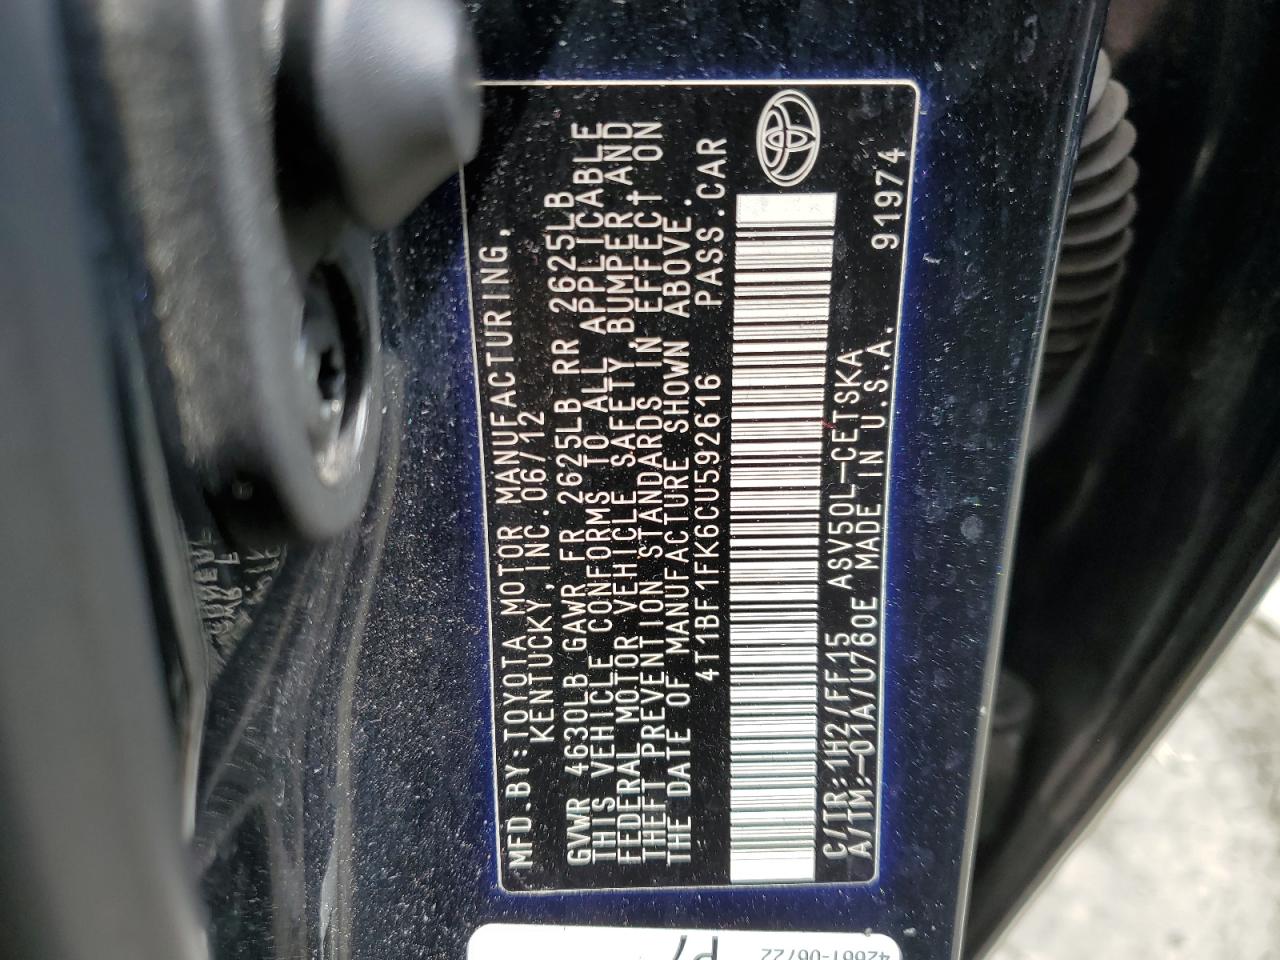 MFD.BY:TOYOTA MOTOR MANUFACTURING,
KENTUCKY,INC.06/12
GVWR 4630LB GAWR FR 2625LB RR 2625LB
THIS VEHICLE CONFORMS TO ALL APPLICABLE
FEDERAL MOTOR VEHICLE SAFETY,BUMPER AND
THEFT PREVENTION STANDARDS IN EFFECT ON
THE DATE OF MANUFACTURE SHOWN ABOVE.
4T1BF1FK6CU592616 PASS.CAR
C/TR:1H2/FF15 ASV50L-CETSKA
A/TM:-01A/U760E MADE IN U.S.A. 91974
42661-06722